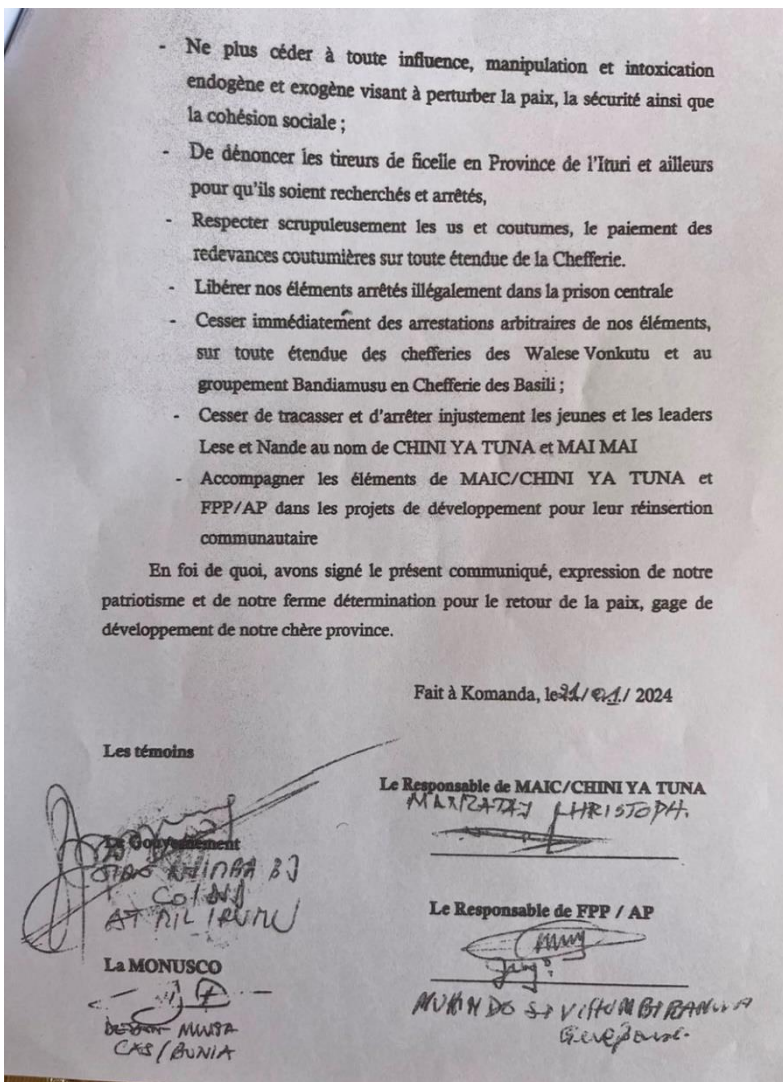 - Ne plus céder à toute influence, manipulation et intoxication
endogène et exogène visant à perturber la paix, la sécurité ainsi que
la cohésion sociale ;
- De dénoncer les tireurs de ficelle en Province de l'Ituri et ailleurs
pour qu'ils soient recherchés et arrêtés,
- Respecter scrupuleusement les us et coutumes, le paiement des
redevances coutumières sur toute étendue de la Chefferie.
- Libérer nos éléments arrêtés illégalement dans la prison centrale
- Cesser immédiatement des arrestations arbitraires de nos éléments,
sur toute étendue des chefferies des Walese Vonkutu et au
groupement Bandiamusu en Chefferie des Basili ;
- Cesser de tracasser et d'arrêter injustement les jeunes et les leaders
Lese et Nande au nom de CHINI YA TUNA et MAI MAI
- Accompagner les éléments de MAIC/CHINI YA TUNA et
FPP/AP dans les projets de développement pour leur réinsertion
communautaire
En foi de quoi, avons signé le présent communiqué, expression de notre
patriotisme et de notre ferme détermination pour le retour de la paix, gage de
développement de notre chère province.
Fait à Komanda, le /01/ 2024
Les témoins
Le Responsable de MAIC/CHINI YA TUNA
CHRISTOPH.
Le Gouvernement
AT MIL IRUMU
Le Responsable de FPP / AP
La MONUSCO
MUNSA
CAS/BUNIA